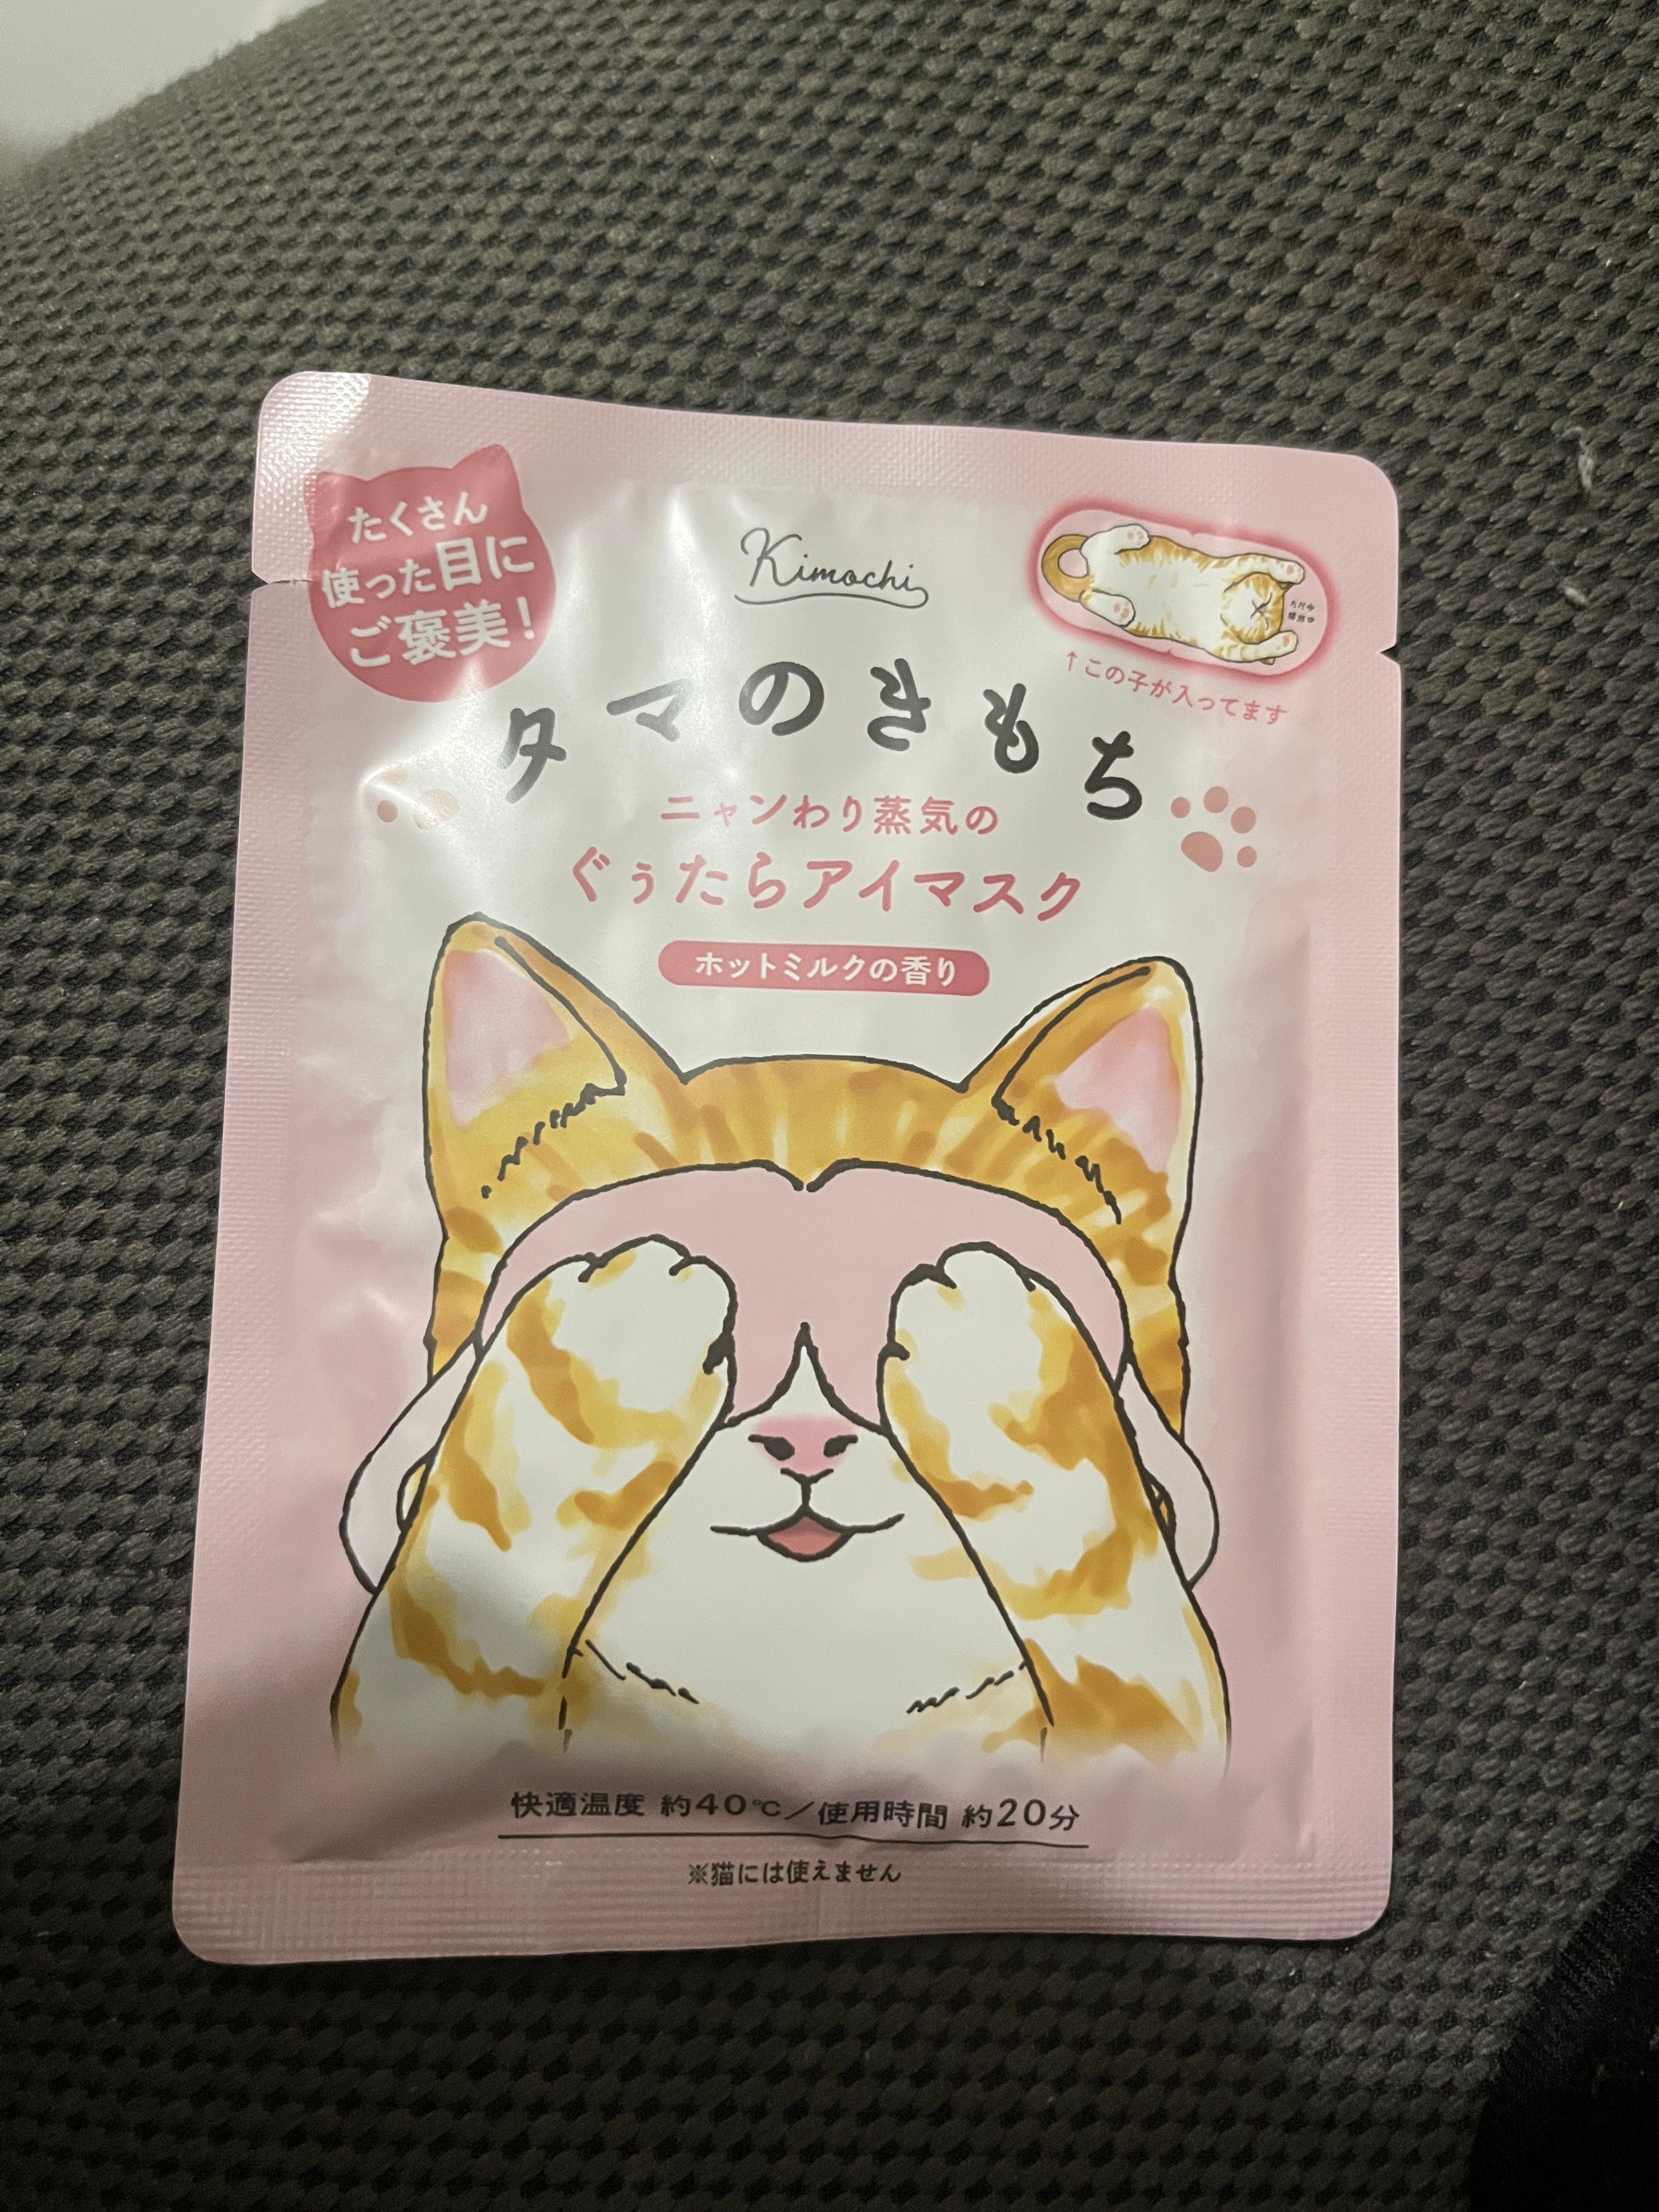 たくさん
使った目に
ご褒美!
Kimochi
↑この子が入ってます
タマのきもち
ニャンわり蒸気の
ぐぅたらアイマスク
ホットミルクの香り
快適温度 約40℃/使用時間 約20分
※猫には使えません